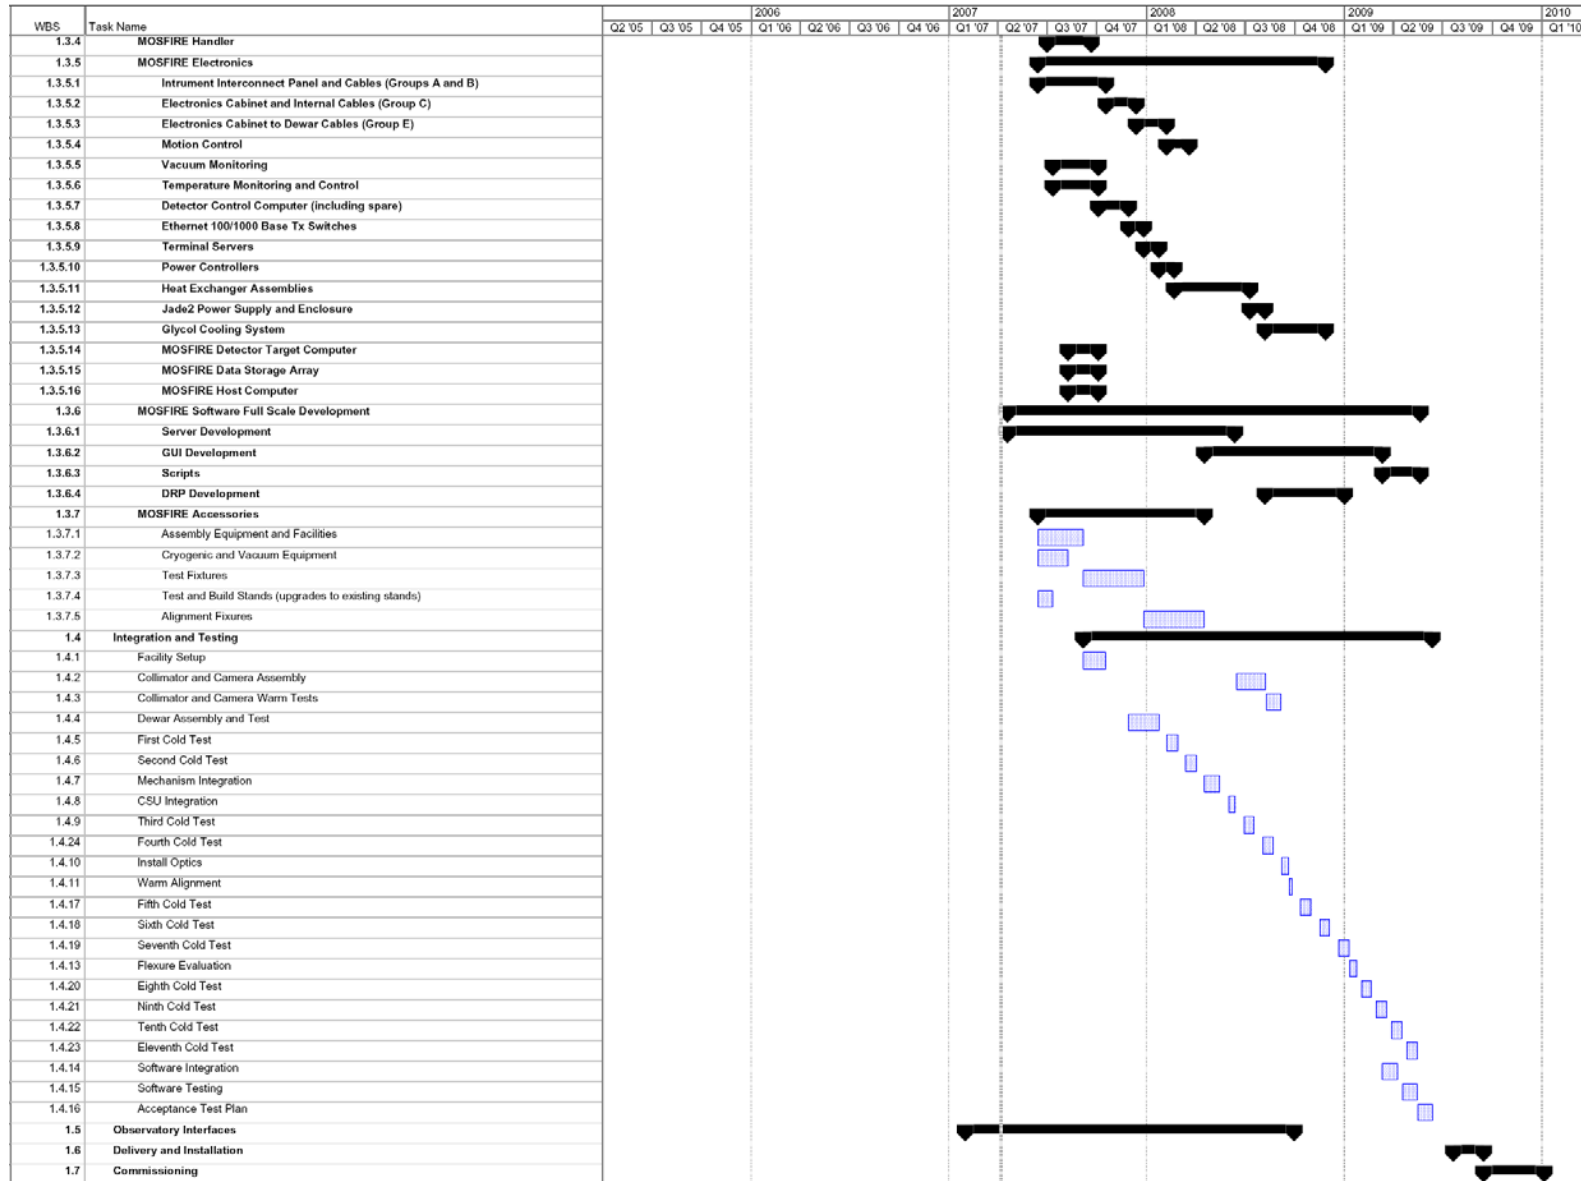 2006 2007 2008 2009 2010
WBS Task Name Q2 '05 Q3 '05 Q4 '05 Q1 '06 Q2 '06 Q3 '06 Q4 '06 Q1 '07 Q2 '07 Q3 '07 Q4 '07 Q1 '08 Q2 '08 Q3 '08 Q4 '08 Q1 '09 Q2 '09 Q3 '09 Q4 '09 Q1 '10
1.3.4 MOSFIRE Handler
1.3.5 MOSFIRE Electronics
1.3.5.1 Intrument Interconnect Panel and Cables (Groups A and B)
1.3.5.2 Electronics Cabinet and Internal Cables (Group C)
1.3.5.3 Electronics Cabinet to Dewar Cables (Group E)
1.3.5.4 Motion Control
1.3.5.5 Vacuum Monitoring
1.3.5.6 Temperature Monitoring and Control
1.3.5.7 Detector Control Computer (including spare)
1.3.5.8 Ethernet 100/1000 Base Tx Switches
1.3.5.9 Terminal Servers
1.3.5.10 Power Controllers
1.3.5.11 Heat Exchanger Assemblies
1.3.5.12 Jade2 Power Supply and Enclosure
1.3.5.13 Glycol Cooling System
1.3.5.14 MOSFIRE Detector Target Computer
1.3.5.15 MOSFIRE Data Storage Array
1.3.5.16 MOSFIRE Host Computer
1.3.6 MOSFIRE Software Full Scale Development
1.3.6.1 Server Development
1.3.6.2 GUI Development
1.3.6.3 Scripts
1.3.6.4 DRP Development
1.3.7 MOSFIRE Accessories
1.3.7.1 Assembly Equipment and Facilities
1.3.7.2 Cryogenic and Vacuum Equipment
1.3.7.3 Test Fixtures
1.3.7.4 Test and Build Stands (upgrades to existing stands)
1.3.7.5 Alignment Fixures
1.4 Integration and Testing
1.4.1 Facility Setup
1.4.2 Collimator and Camera Assembly
1.4.3 Collimator and Camera Warm Tests
1.4.4 Dewar Assembly and Test
1.4.5 First Cold Test
1.4.6 Second Cold Test
1.4.7 Mechanism Integration
1.4.8 CSU Integration
1.4.9 Third Cold Test
1.4.24 Fourth Cold Test
1.4.10 Install Optics
1.4.11 Warm Alignment
1.4.17 Fifth Cold Test
1.4.18 Sixth Cold Test
1.4.19 Seventh Cold Test
1.4.13 Flexure Evaluation
1.4.20 Eighth Cold Test
1.4.21 Ninth Cold Test
1.4.22 Tenth Cold Test
1.4.23 Eleventh Cold Test
1.4.14 Software Integration
1.4.15 Software Testing
1.4.16 Acceptance Test Plan
1.5 Observatory Interfaces
1.6 Delivery and Installation
1.7 Commissioning